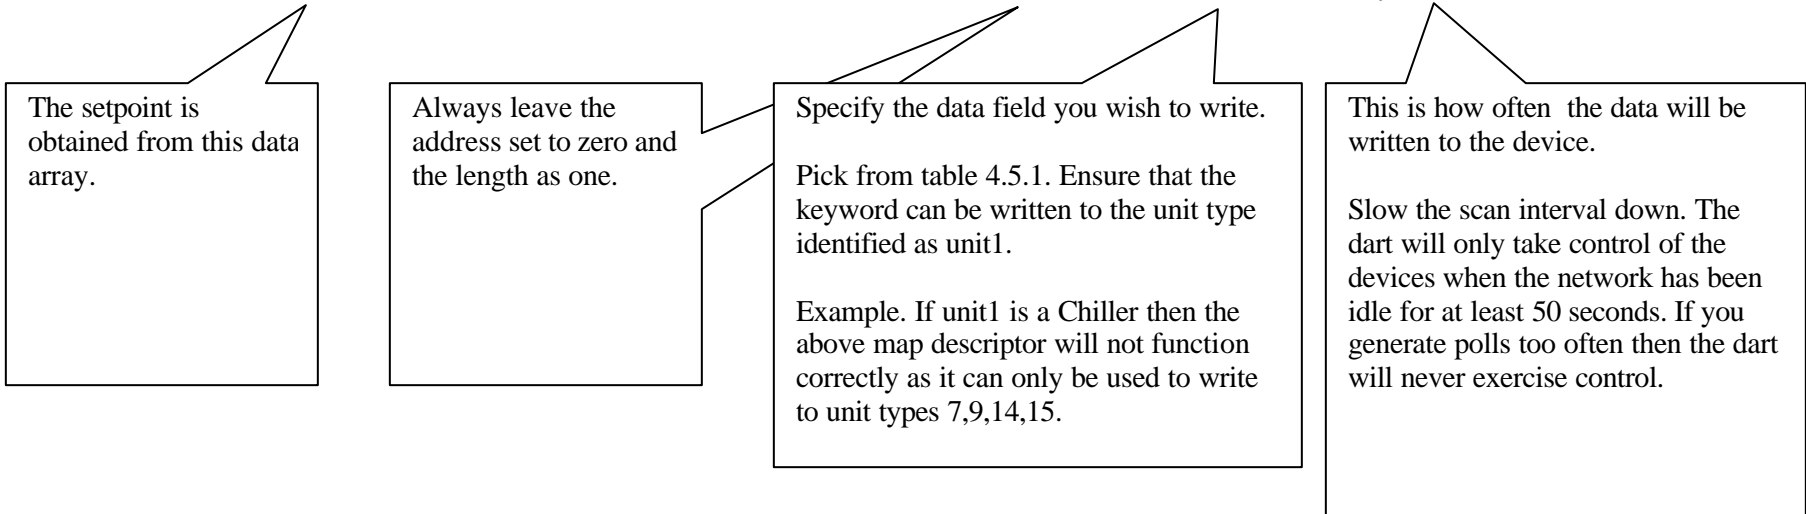 The setpoint is
obtained from this data
array.
Always leave the
address set to zero and
the length as one.
Specify the data field you wish to write.
Pick from table 4.5.1. Ensure that the
keyword can be written to the unit type
identified as unit1.
Example. If unit1 is a Chiller then the
above map descriptor will not function
correctly as it can only be used to write
to unit types 7,9,14,15.
This is how often  the data will be
written to the device.
Slow the scan interval down. The
dart will only take control of the
devices when the network has been
idle for at least 50 seconds. If you
generate polls too often then the dart
will never exercise control.